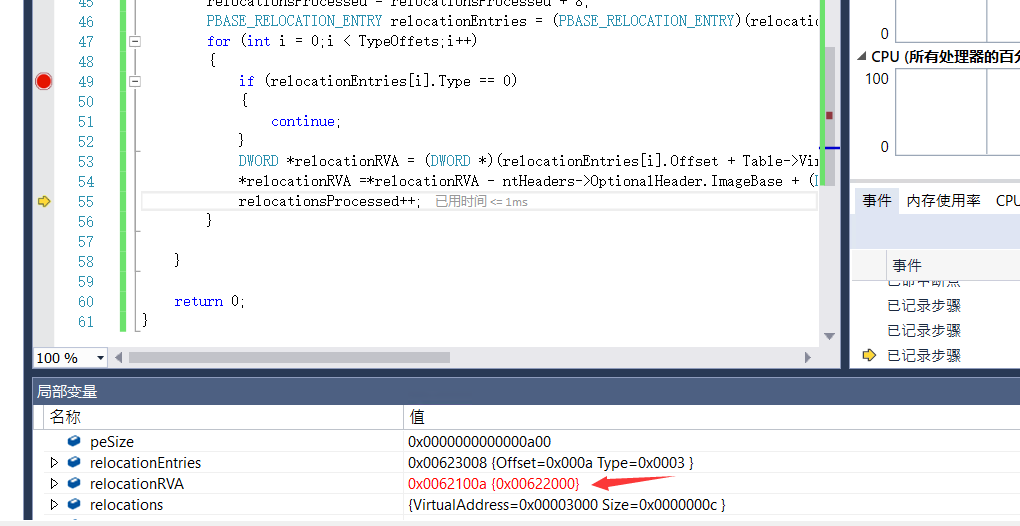 45 relocationsProcessed = relocationsProcessed + 8;
46 PBASE_RELOCATION_ENTRY relocationEntries = (PBASE_RELOCATION_ENTRY)(relocatio
47 for (int i = 0;i < TypeOffets;i++)
48 {
49 if (relocationEntries[i].Type == 0)
50 {
51 continue;
52 }
53 DWORD *relocationRVA = (DWORD *)(relocationEntries[i].Offset + Table->Vir
54 *relocationRVA =*relocationRVA - ntHeaders->OptionalHeader.ImageBase + (D
55 relocationsProcessed++; 已用时间 <= 1ms
56 }
57
58 }
59
60 return 0;
61 }
100 %
0
CPU (所有处理器的百分
100
0
事件 内存使用率 CPU
事件
已命中断点
已记录步骤
已记录步骤
已记录步骤
局部变量
名称 值
peSize 0x0000000000000a00
relocationEntries 0x00623008 {Offset=0x000a Type=0x0003 }
relocationRVA 0x0062100a {0x00622000}
relocations {VirtualAddress=0x00003000 Size=0x0000000c }